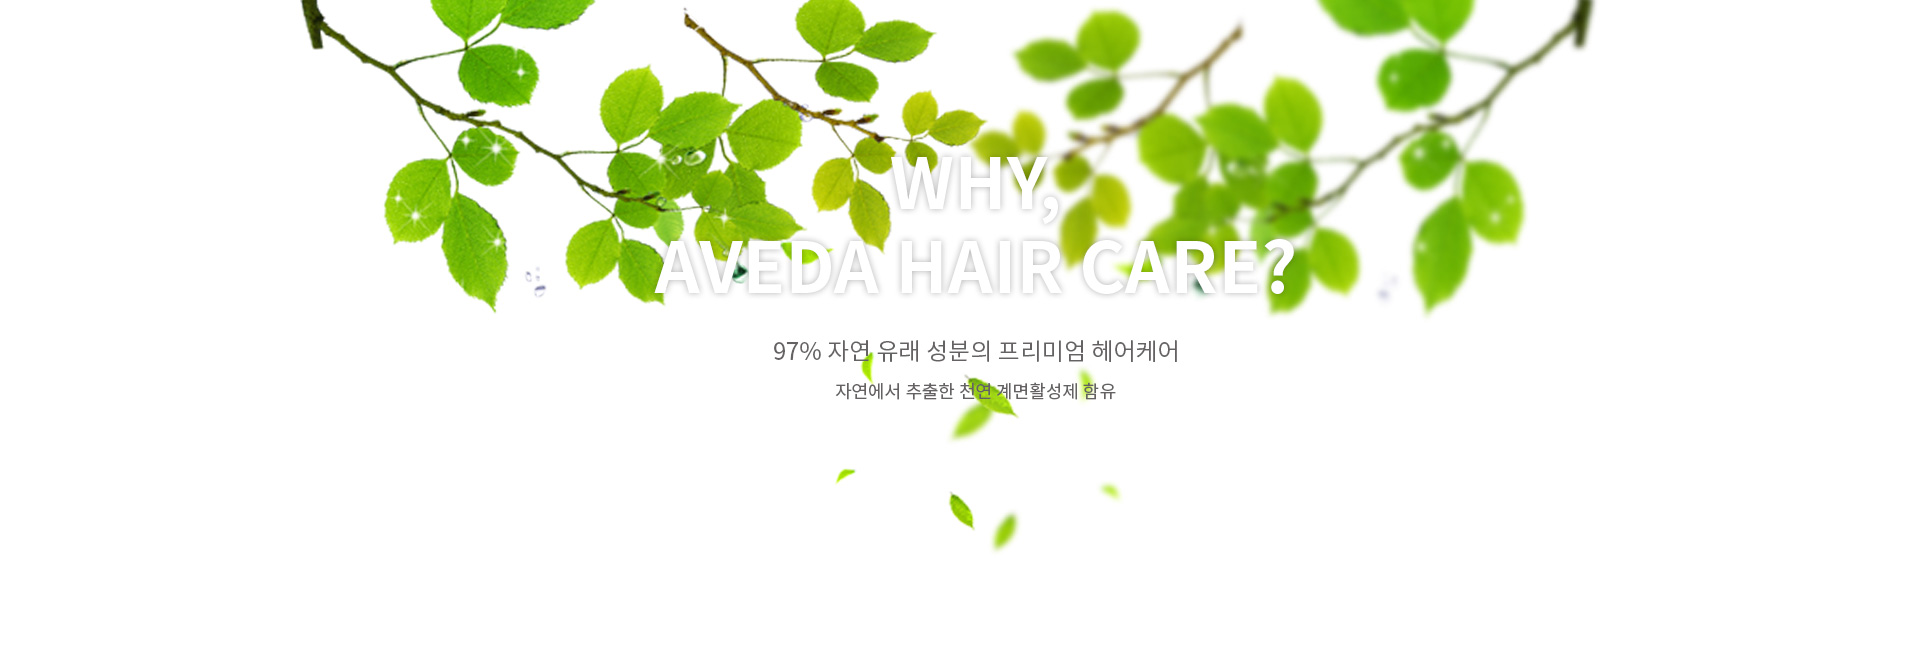 WHY,
AVEDA HAIR CARE?
97% 자연 유래 성분의 프리미엄 헤어케어
자연에서 추출한 천연 계면활성제 함유